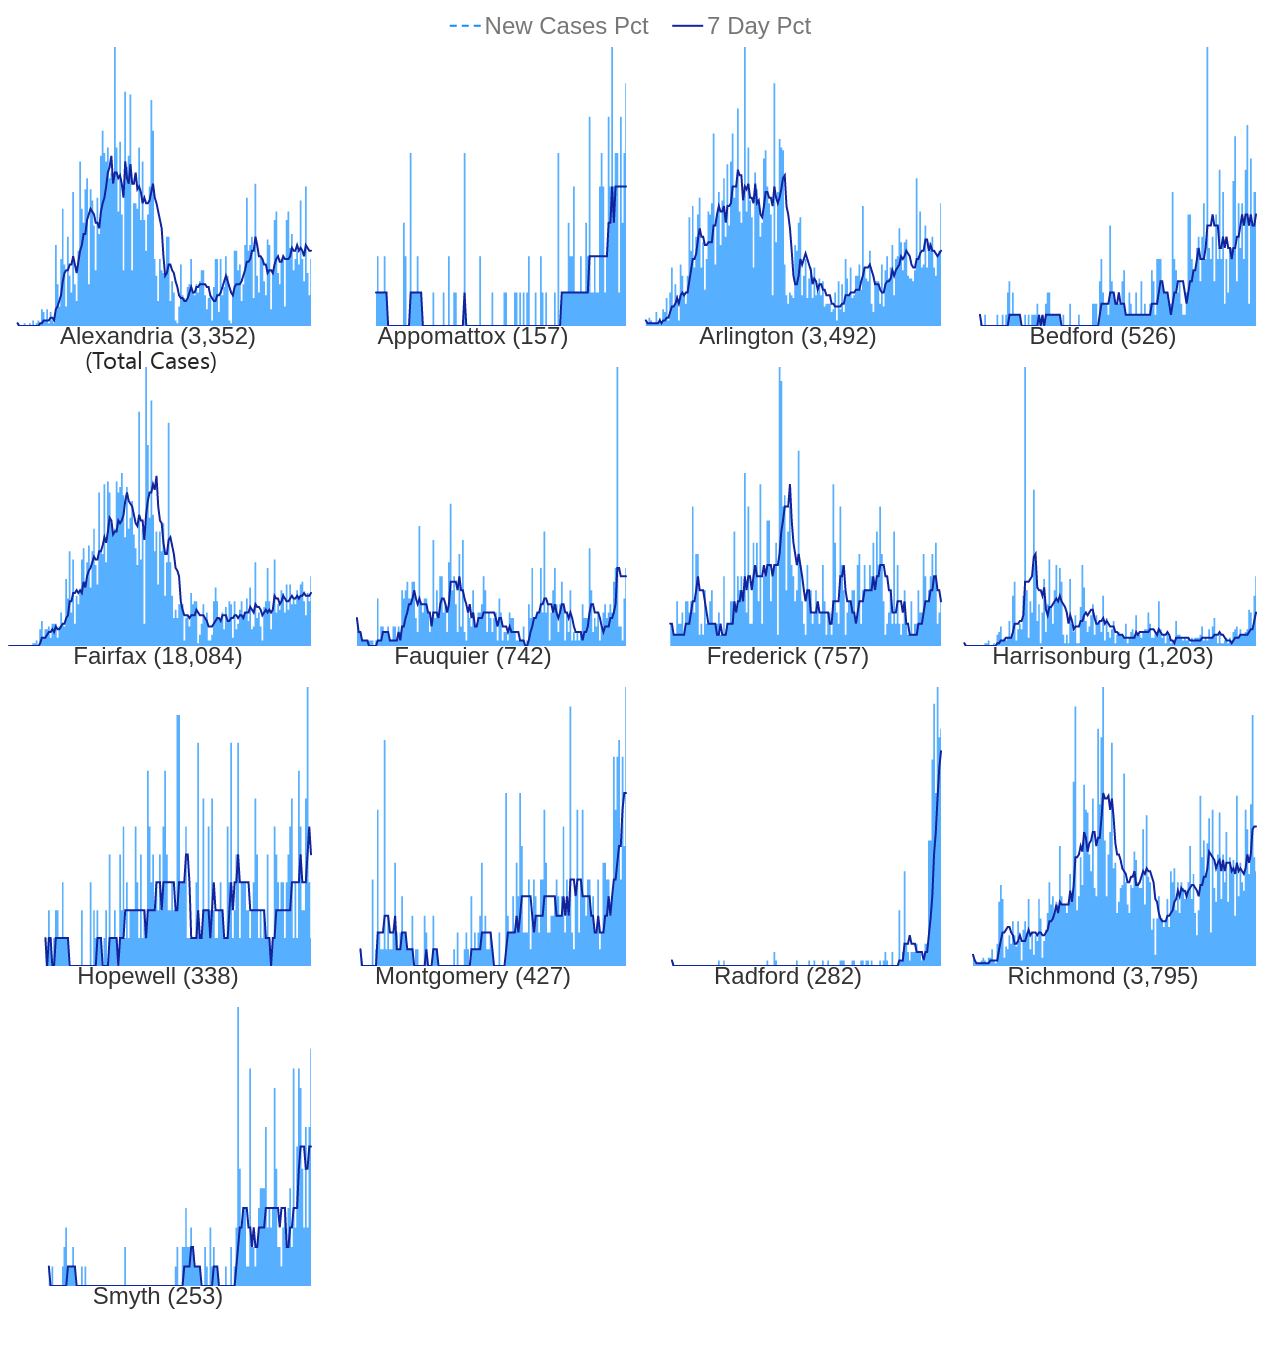 New Cases Pct 7 Day Pct
Alexandria (3,352) Appomattox (157) Arlington (3,492) Bedford (526)
(Total Cases)
Fairfax (18,084) Fauquier (742) Frederick (757) Harrisonburg (1,203)
Hopewell (338) Montgomery (427) Radford (282) Richmond (3,795)
Smyth (253)